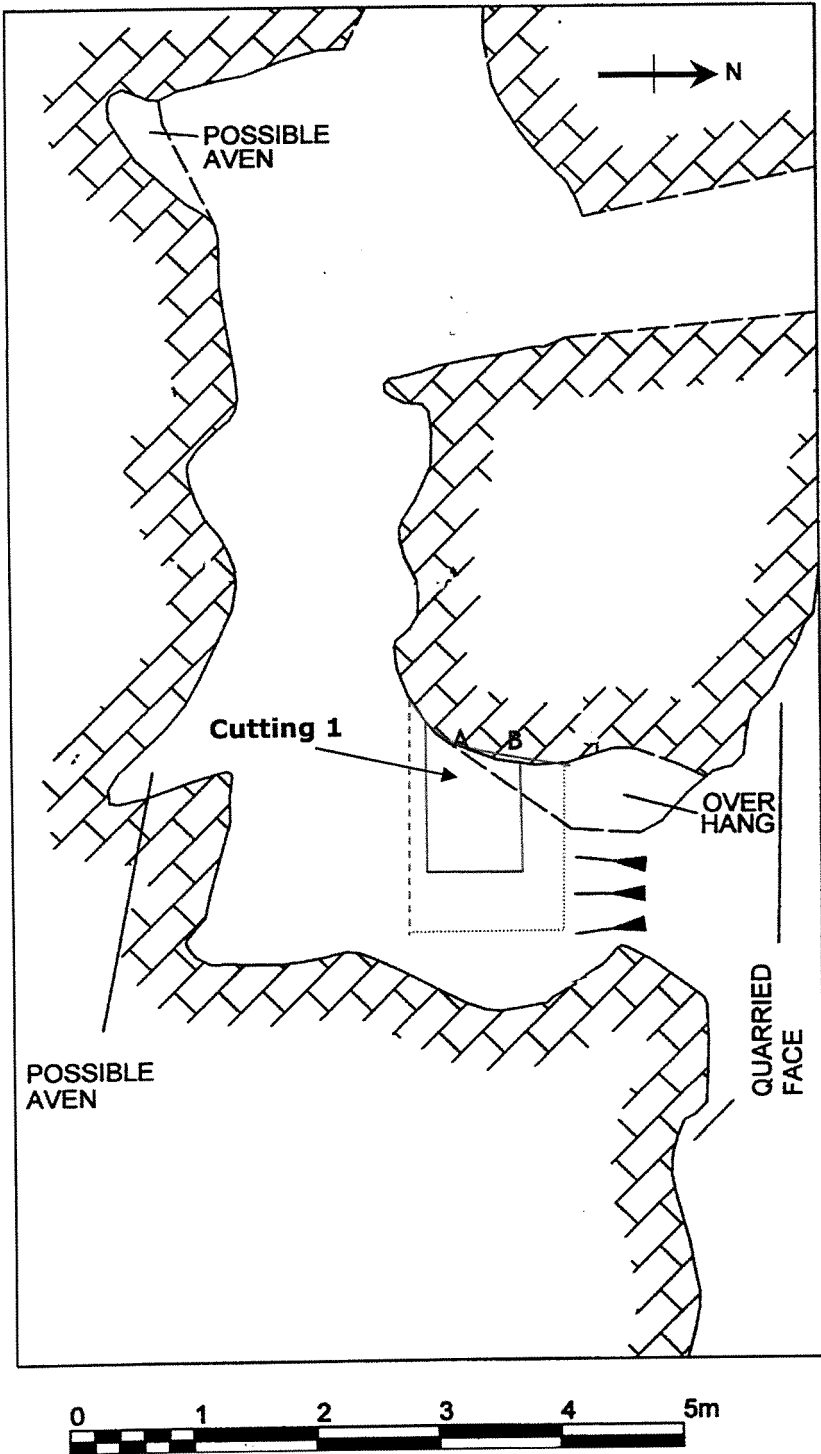 N
POSSIBLE
AVEN
Cutting 1
A
B
OVER
HANG
QUARRIED
FACE
POSSIBLE
AVEN
0 1 2 3 4 5m